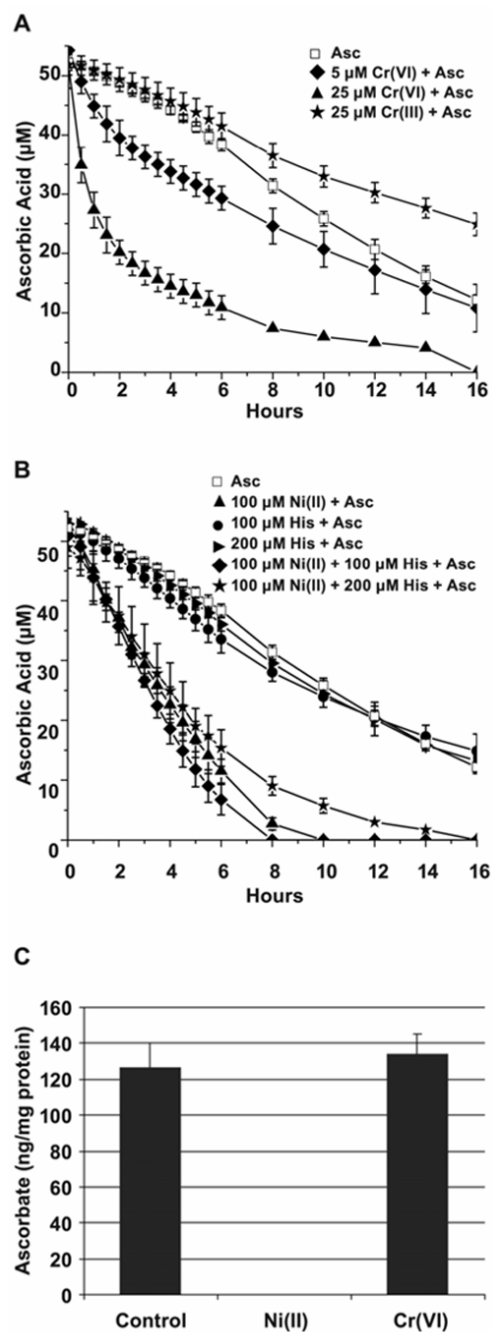 A
Asc
5 µM Cr(VI) + Asc
25 µM Cr(VI) + Asc
25 µM Cr(III) + Asc
Ascorbic Acid (µM)
50
40
30
20
10
0
0 2 4 6 8 10 12 14 16
Hours
B
Asc
100 µM Ni(II) + Asc
100 µM His + Asc
200 µM His + Asc
100 µM Ni(II) + 100 µM His + Asc
100 µM Ni(II) + 200 µM His + Asc
Ascorbic Acid (µM)
50
40
30
20
10
0
0 2 4 6 8 10 12 14 16
Hours
C
Ascorbate (ng/mg protein)
160
140
120
100
80
60
40
20
0
Control Ni(II) Cr(VI)